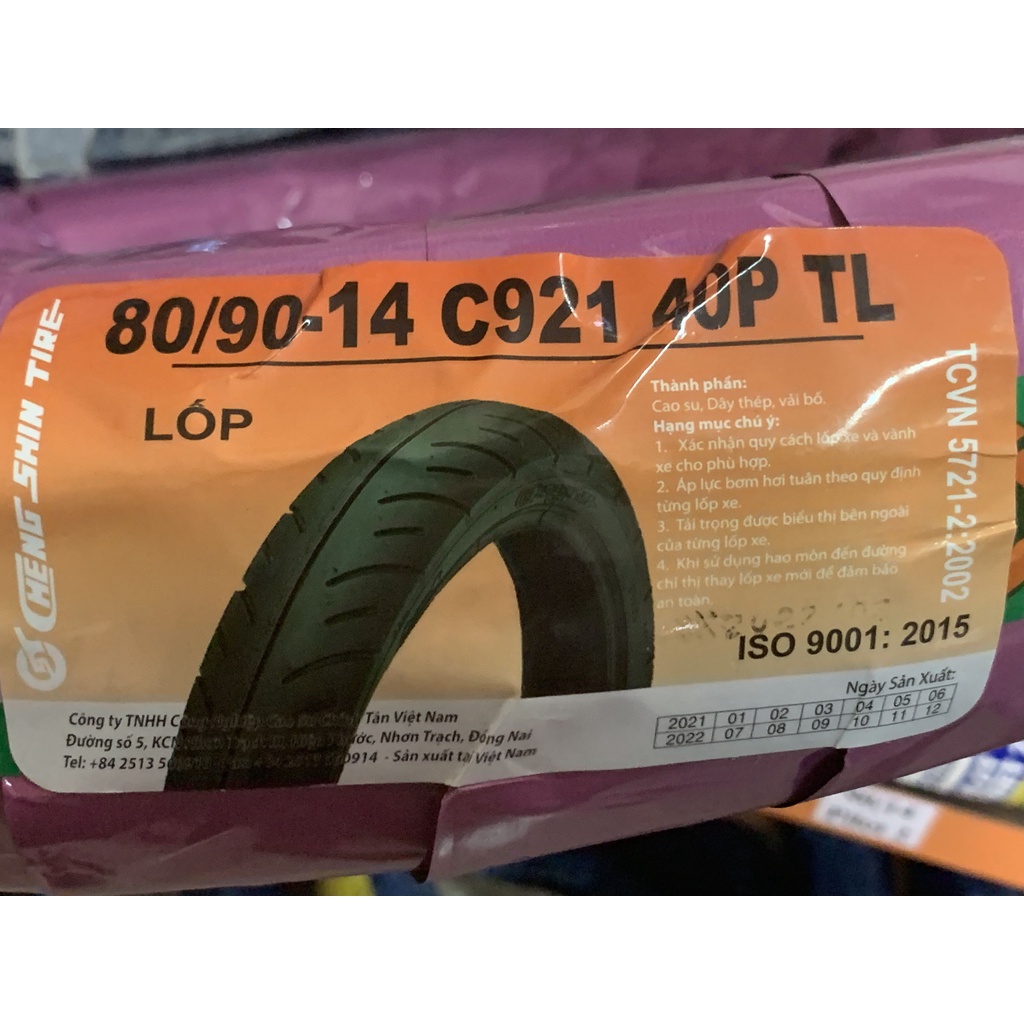 80/90-14 C921 40P TL
CHENG SHIN TIRE
LỐP
Thành phần:
Cao su, Dây thép, vải bố.
Hạng mục chú ý:
1. Xác nhận quy cách lốp xe và vành
xe cho phù hợp.
2. Áp lực bơm hơi tuân theo quy định
từng lốp xe.
3. Tải trọng được biểu thị bên ngoài
của từng lốp xe.
4. Khi sử dụng hao mòn đến đường
chỉ thị thay lốp xe mới để đảm bảo
an toàn.
TCVN 5721-2:2002
ISO 9001: 2015
Ngày Sản Xuất:
2021 01 02 03 04 05 06
2022 07 08 09 10 11 12
Công ty TNHH Tân Việt Nam
Đường số 5, KCN Nhơn Trạch, Đồng Nai
Tel: +84 2513 0914 - Sản xuất tại Việt Nam